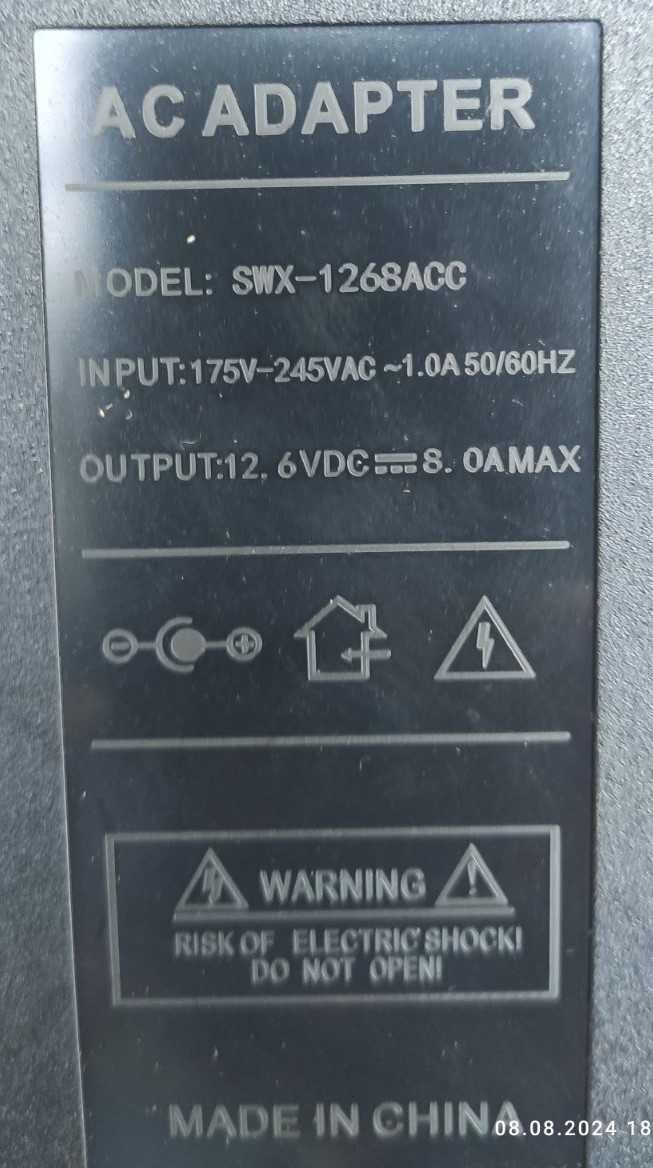 AC ADAPTER
MODEL: SWX-1268ACC
INPUT:175V-245VAC ~1.0A 50/60HZ
OUTPUT:12.6VDC⎓8.0AMAX
WARNING
RISK OF ELECTRIC SHOCK!
DO NOT OPEN!
MADE IN CHINA
08.08.2024 18